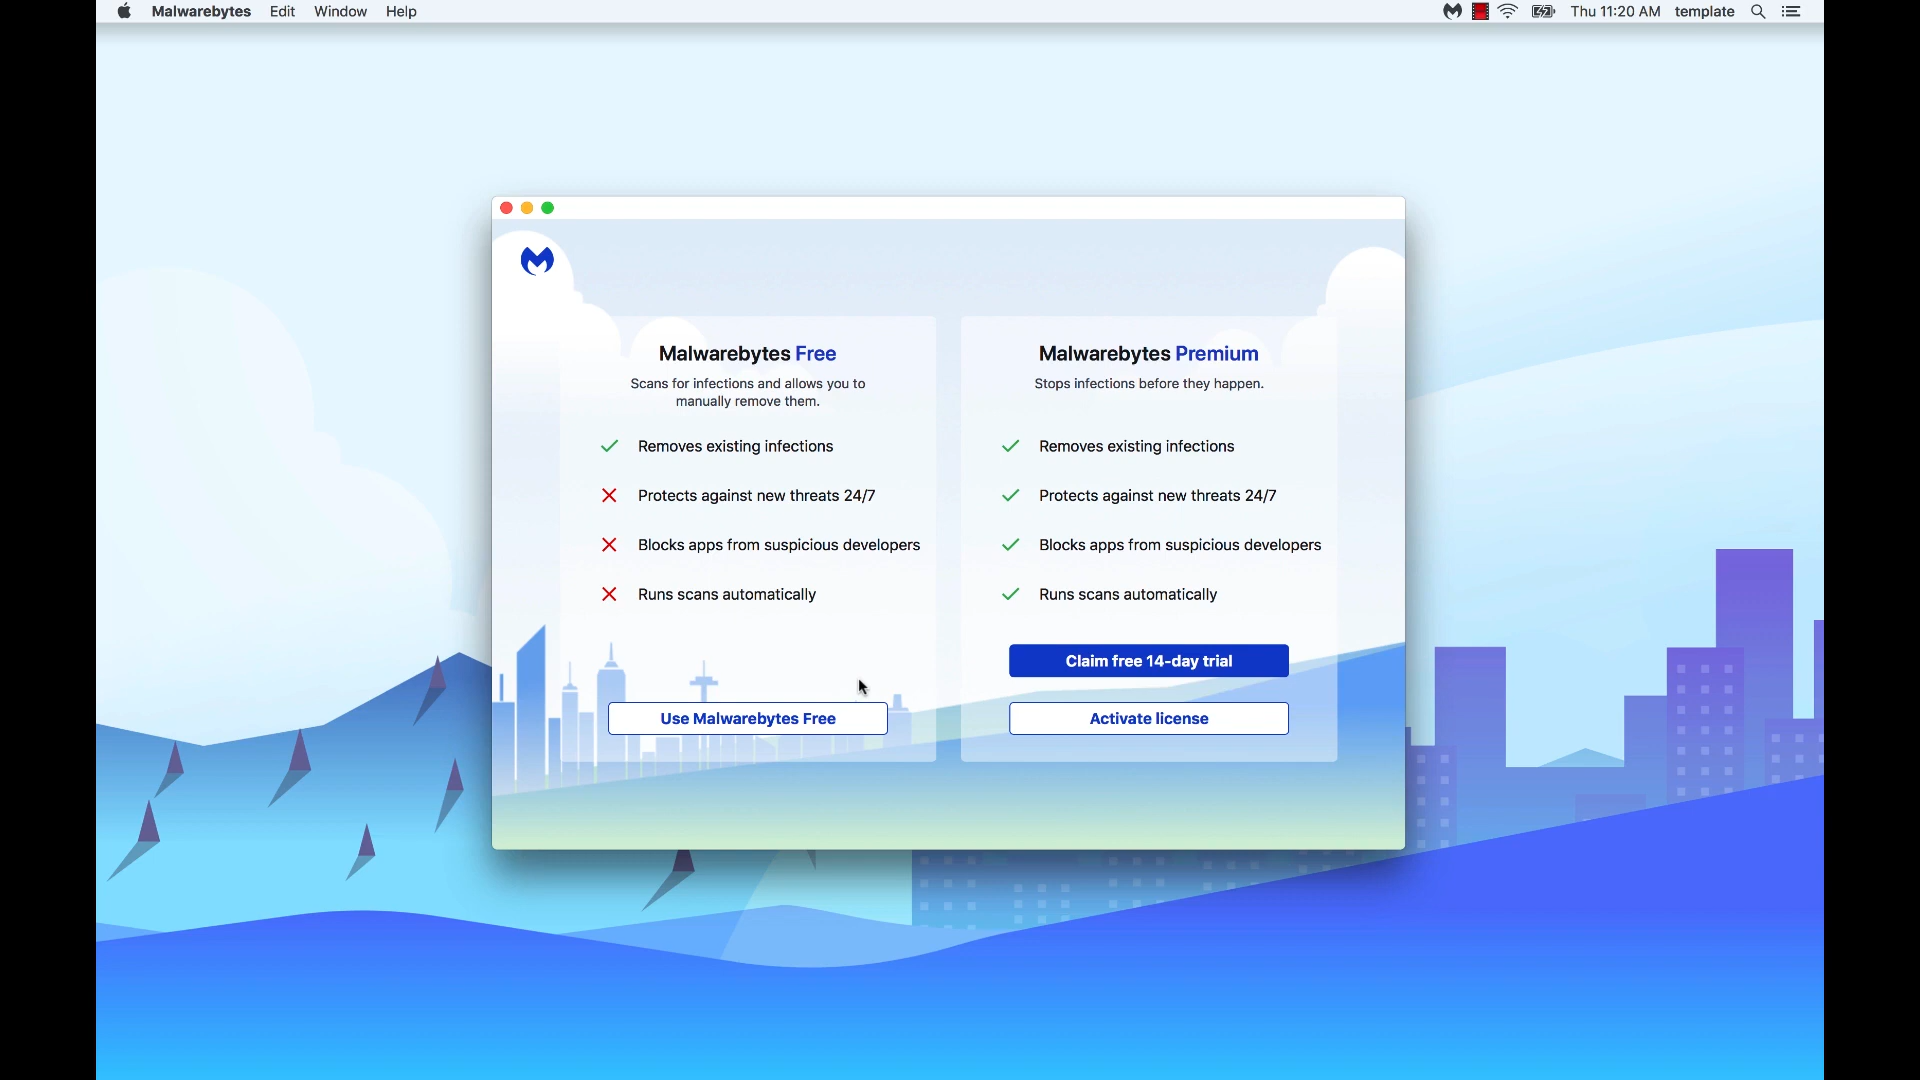 Malwarebytes Edit Window Help
Thu 11:20 AM template
Malwarebytes Free
Scans for infections and allows you to
manually remove them.
Removes existing infections
Protects against new threats 24/7
Blocks apps from suspicious developers
Runs scans automatically
Use Malwarebytes Free
Malwarebytes Premium
Stops infections before they happen.
Removes existing infections
Protects against new threats 24/7
Blocks apps from suspicious developers
Runs scans automatically
Claim free 14-day trial
Activate license